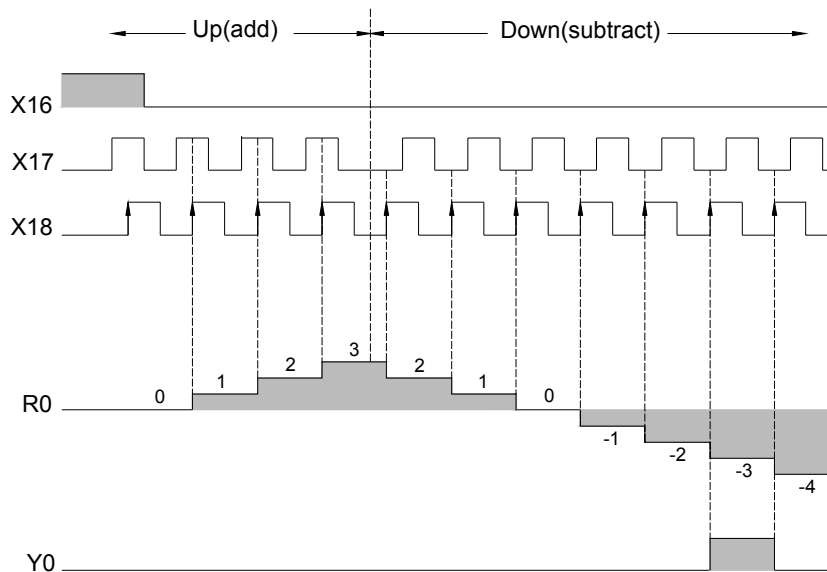 Up(add) Down(subtract)
X16
X17
X18
3
2 2
1 1
0 0
R0
-1
-2
-3
-4
Y0